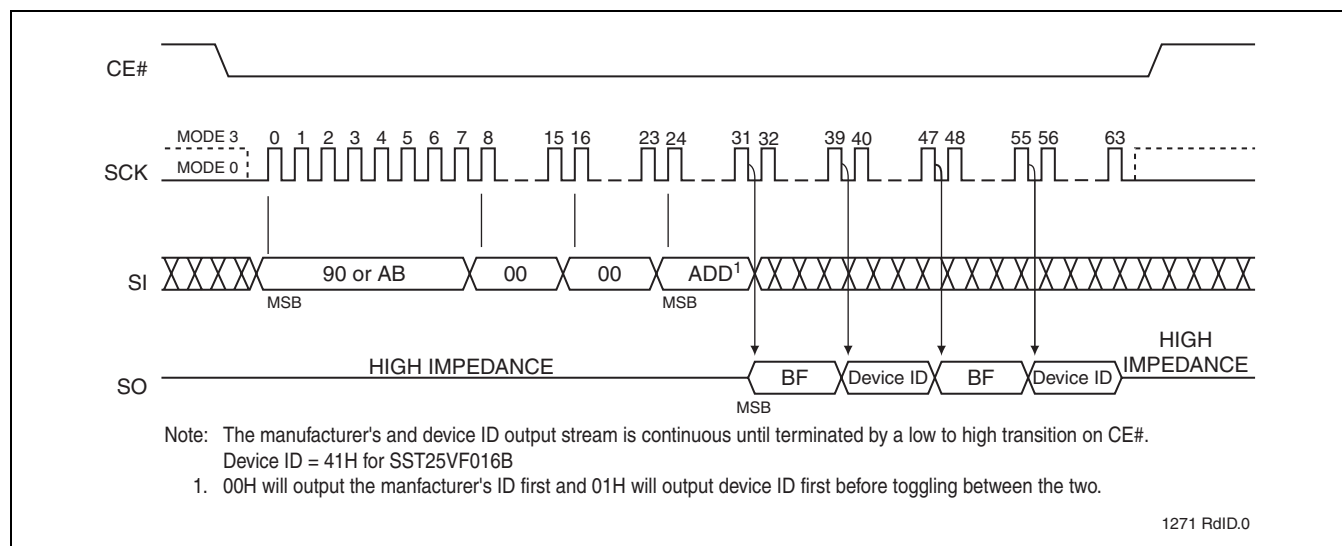 CE#
MODE 3 0 1 2 3 4 5 6 7 8 15 16 23 24 31 32 39 40 47 48 55 56 63
SCK MODE 0
SI 90 or AB 00 00 ADD1
MSB MSB
HIGH IMPEDANCE HIGH IMPEDANCE
SO BF Device ID BF Device ID
MSB
Note: The manufacturer's and device ID output stream is continuous until terminated by a low to high transition on CE#.
Device ID = 41H for SST25VF016B
1. 00H will output the manfacturer's ID first and 01H will output device ID first before toggling between the two.
1271 RdID.0